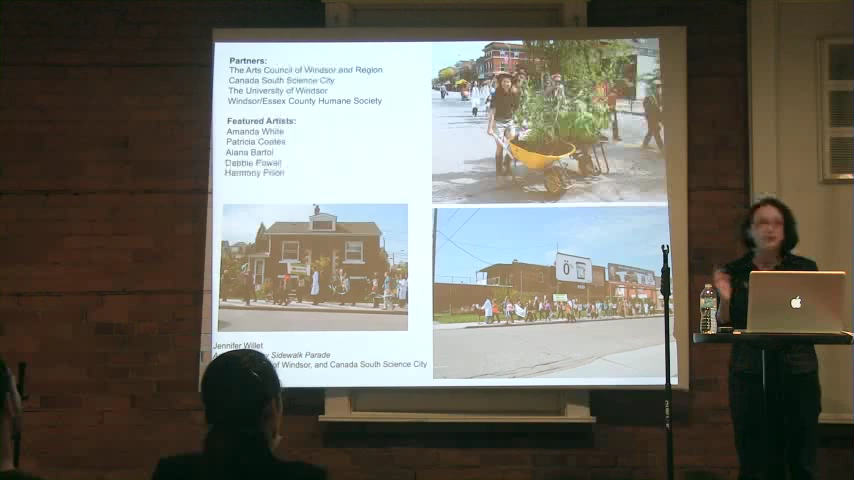 Partners:
The Arts Council of Windsor and Region
Canada South Science City
The University of Windsor
Windsor/Essex County Humane Society
Featured Artists:
Amanda White
Patricia Coates
Alana Bartol
Debbie
Harmony
Jennifer Willet
Sidewalk Parade
of Windsor, and Canada South Science City